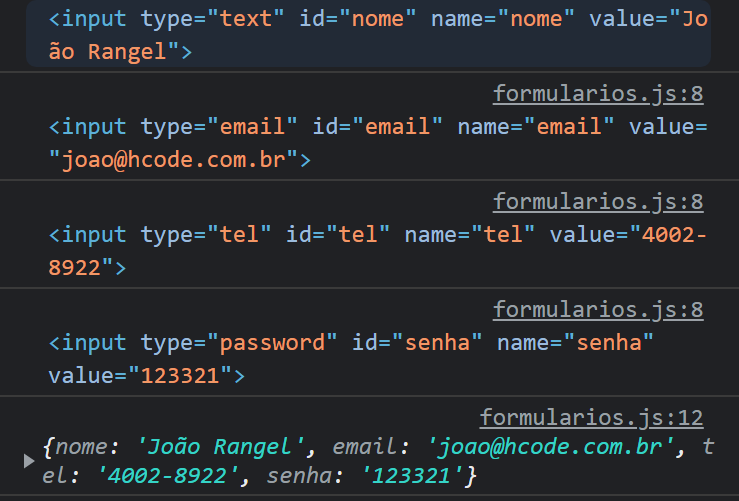 <input type="text" id="nome" name="nome" value="Jo
ão Rangel">
formularios.js:8
<input type="email" id="email" name="email" value=
"joao@hcode.com.br">
formularios.js:8
<input type="tel" id="tel" name="tel" value="4002-
8922">
formularios.js:8
<input type="password" id="senha" name="senha"
value="123321">
formularios.js:12
{nome: 'João Rangel', email: 'joao@hcode.com.br', t
el: '4002-8922', senha: '123321'}